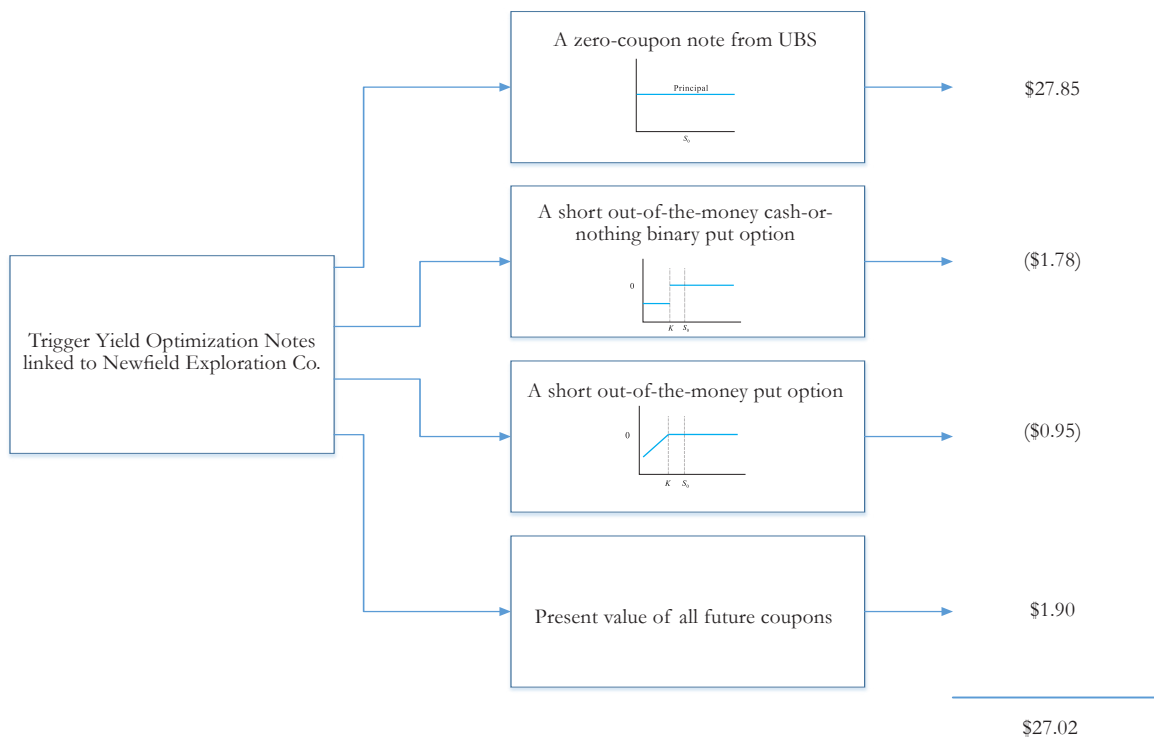 A zero-coupon note from UBS
Principal
S₀
$27.85
A short out-of-the-money cash-or-
nothing binary put option
0
K
S₀
($1.78)
Trigger Yield Optimization Notes
linked to Newfield Exploration Co.
A short out-of-the-money put option
0
K
S₀
($0.95)
Present value of all future coupons
$1.90
$27.02